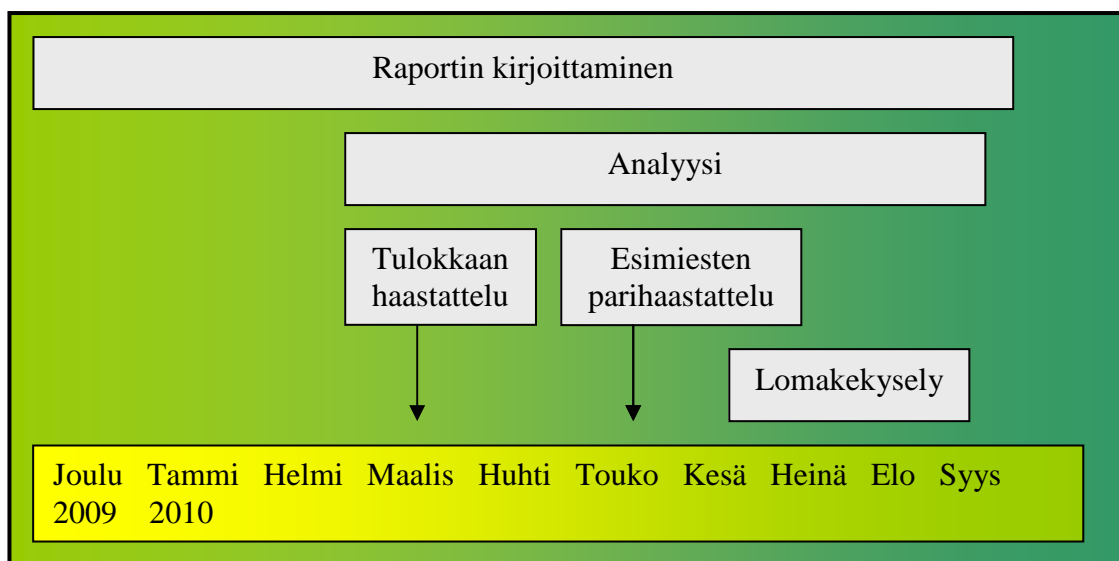 Raportin kirjoittaminen
Analyysi
Tulokkaan
haastattelu
Esimiesten
parihaastattelu
Lomakekysely
Joulu Tammi Helmi Maalis Huhti Touko Kesä Heinä Elo Syys
2009 2010